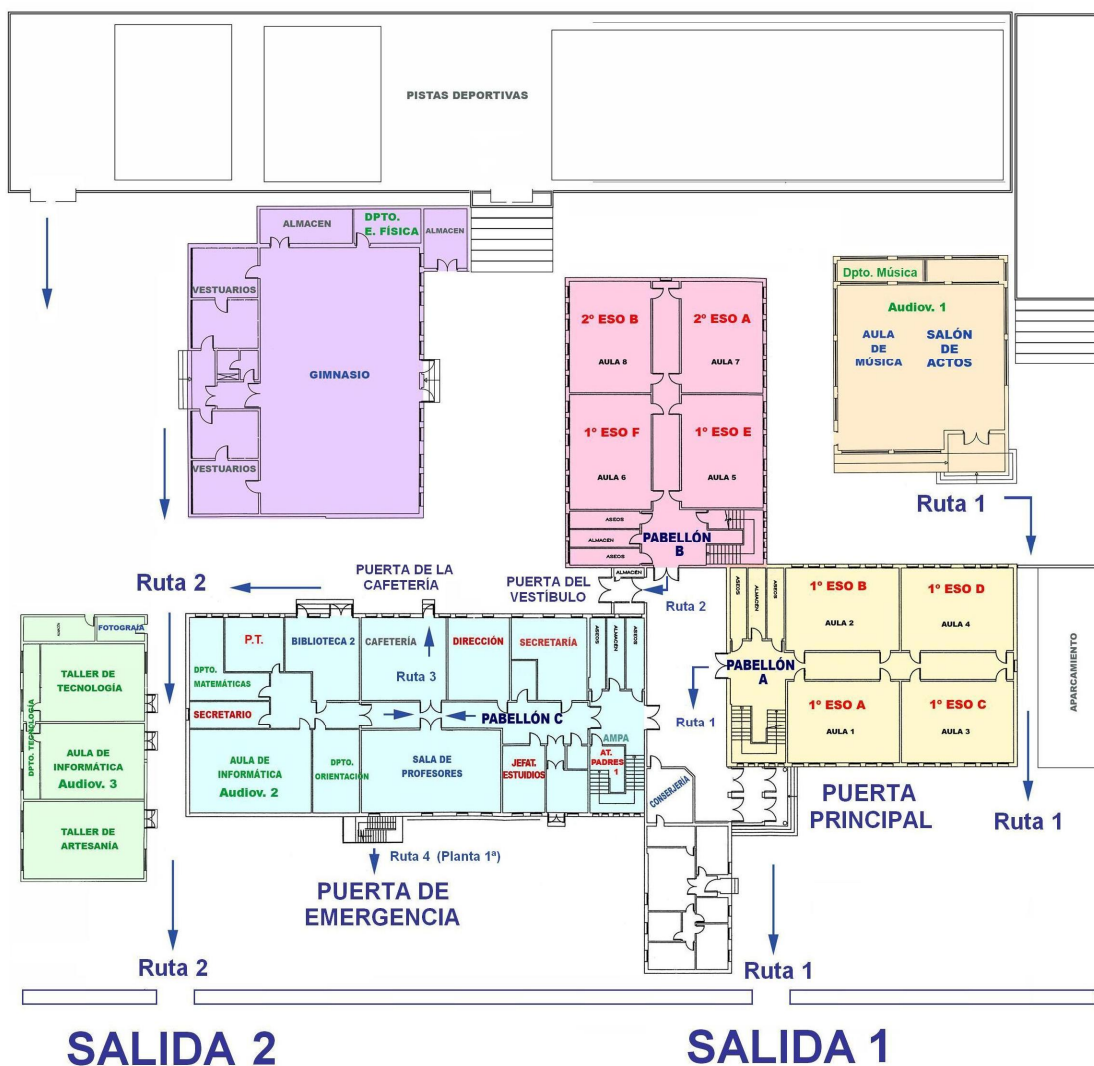 PISTAS DEPORTIVAS
ALMACEN
DPTO.
E. FÍSICA
ALMACEN
VESTUARIOS
GIMNASIO
VESTUARIOS
2º ESO B
AULA 8
2º ESO A
AULA 7
1º ESO F
AULA 6
1º ESO E
AULA 5
ASEOS
ALMACEN
ASEOS
PABELLÓN
B
Dpto. Música
Audiov. 1
AULA
DE
MÚSICA
SALÓN
DE
ACTOS
Ruta 1
Ruta 2
PUERTA DE LA
CAFETERÍA
PUERTA DEL
VESTÍBULO
ALMACÉN
Ruta 2
ASEOS
ALMACÉN
ASEOS
1º ESO B
AULA 2
1º ESO D
AULA 4
PABELLÓN
A
Ruta 1
1º ESO A
AULA 1
1º ESO C
AULA 3
APARCAMIENTO
FOTOGRAFÍA
TALLER DE
TECNOLOGÍA
DPTO. TECNOLOGÍA
AULA DE
INFORMÁTICA
Audiov. 3
TALLER DE
ARTESANÍA
P.T.
BIBLIOTECA 2
CAFETERÍA
DIRECCIÓN
SECRETARÍA
ASEOS
ALMACÉN
ASEOS
DPTO.
MATEMÁTICAS
Ruta 3
SECRETARIO
PABELLÓN C
AMPA
AULA DE
INFORMÁTICA
Audiov. 2
DPTO.
ORIENTACIÓN
SALA DE
PROFESORES
JEFAT.
ESTUDIOS
AT.
PADRES
1
CONSERJERÍA
PUERTA
PRINCIPAL
Ruta 1
Ruta 4 (Planta 1ª)
PUERTA DE
EMERGENCIA
Ruta 2
Ruta 1
SALIDA 2
SALIDA 1